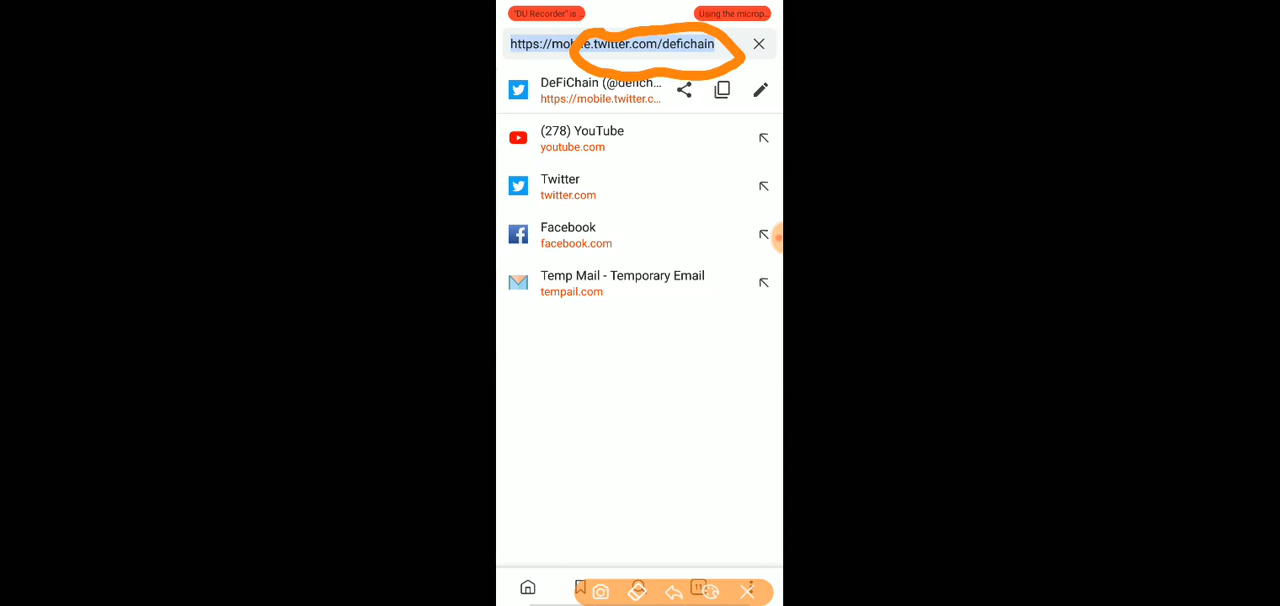 "DU Recorder" is ...
Using the microp...
https://mobile.twitter.com/defichain
DeFiChain (@defich...
https://mobile.twitter.c...
(278) YouTube
youtube.com
Twitter
twitter.com
Facebook
facebook.com
Temp Mail - Temporary Email
tempail.com
11